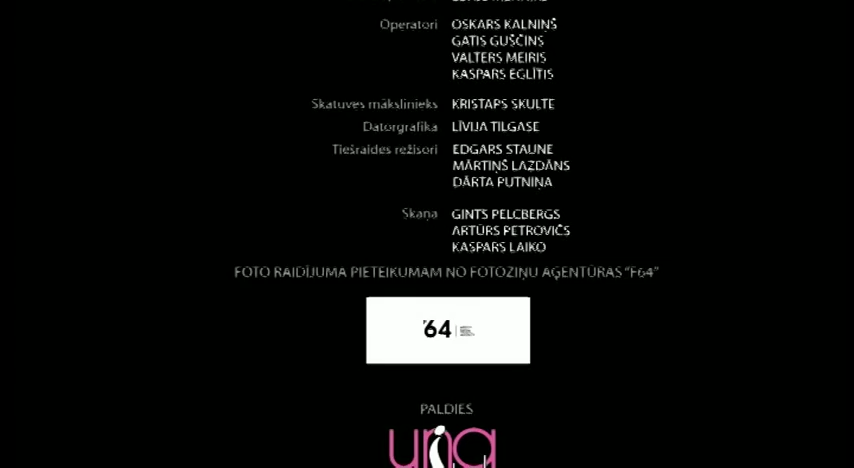 Operatori OSKARS KALNIŅŠ
GATIS GUŠČINS
VALTERS MEIRIS
KASPARS EGLĪTIS
Skatuves mākslinieks KRISTAPS SKULTE
Datorgrafika LĪVIJA TILGASE
Tiešraides režisori EDGARS STAUNE
MĀRTIŅŠ LAZDĀNS
DĀRTA PUTNIŅA
Skaņa GINTS PELCBERGS
ARTŪRS PETROVIČS
KASPARS LAIKO
FOTO RAIDĪJUMA PIETEIKUMAM NO FOTOZIŅU AĢENTŪRAS "F64"
F64
PALDIES